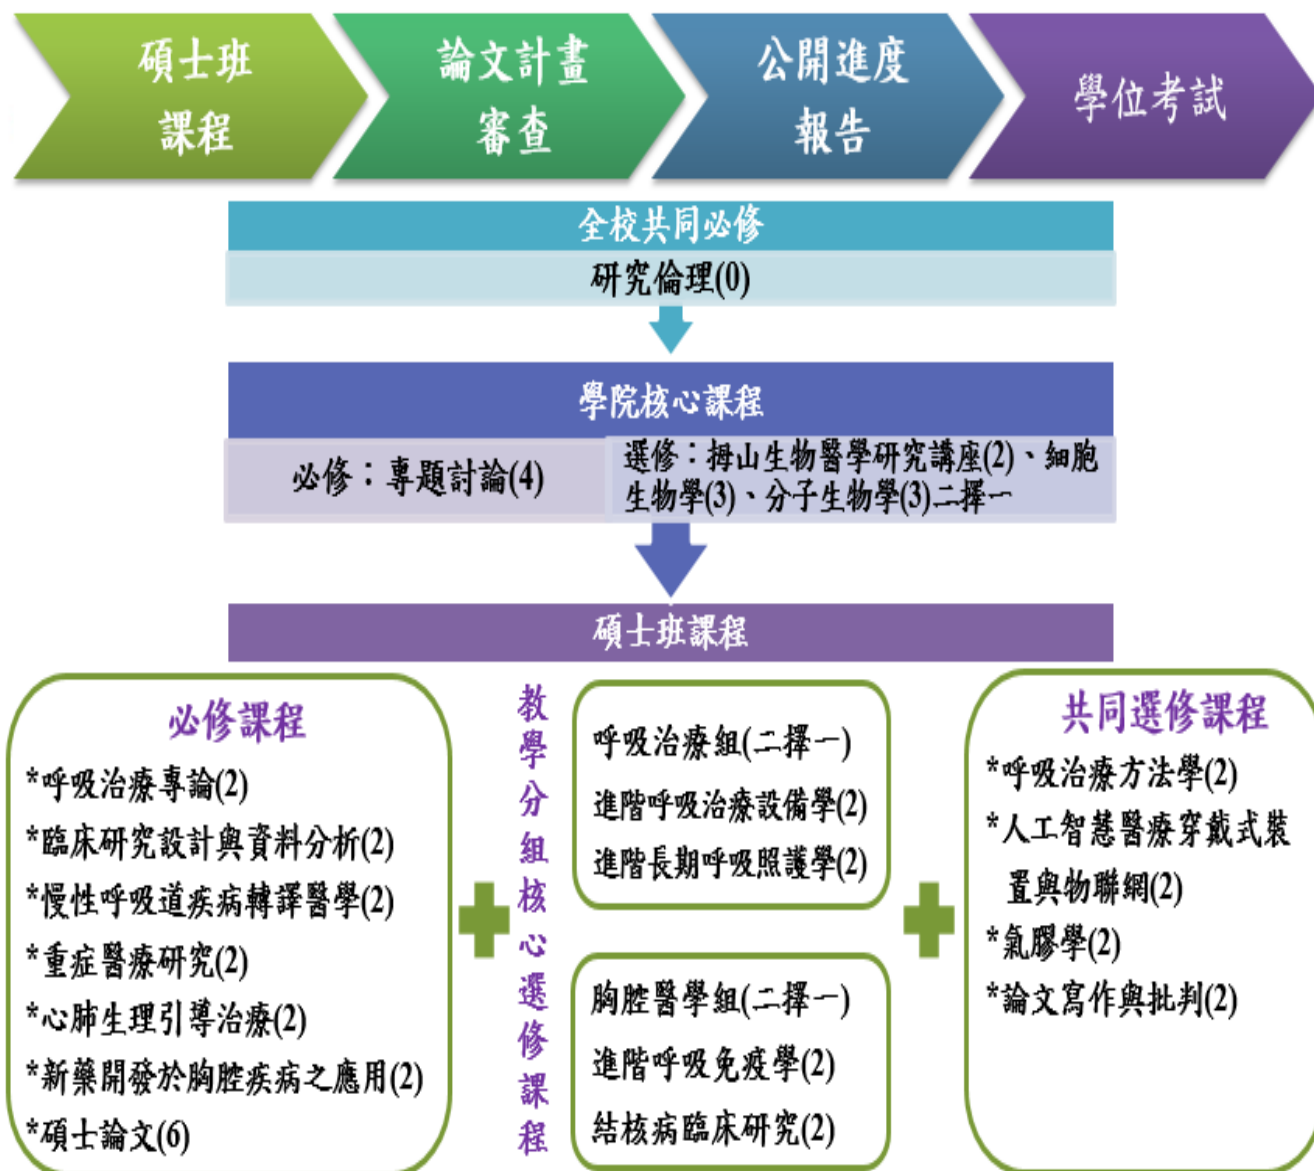 碩士班
課程
論文計畫
審查
公開進度
報告
學位考試
全校共同必修
研究倫理(0)
學院核心課程
必修：專題討論(4)
選修：拇山生物醫學研究講座(2)、細胞
生物學(3)、分子生物學(3)二擇一
碩士班課程
必修課程
*呼吸治療專論(2)
*臨床研究設計與資料分析(2)
*慢性呼吸道疾病轉譯醫學(2)
*重症醫療研究(2)
*心肺生理引導治療(2)
*新藥開發於胸腔疾病之應用(2)
*碩士論文(6)
教學分組核心選修課程
呼吸治療組(二擇一)
進階呼吸治療設備學(2)
進階長期呼吸照護學(2)
胸腔醫學組(二擇一)
進階呼吸免疫學(2)
結核病臨床研究(2)
共同選修課程
*呼吸治療方法學(2)
*人工智慧醫療穿戴式裝
置與物聯網(2)
*氣膠學(2)
*論文寫作與批判(2)